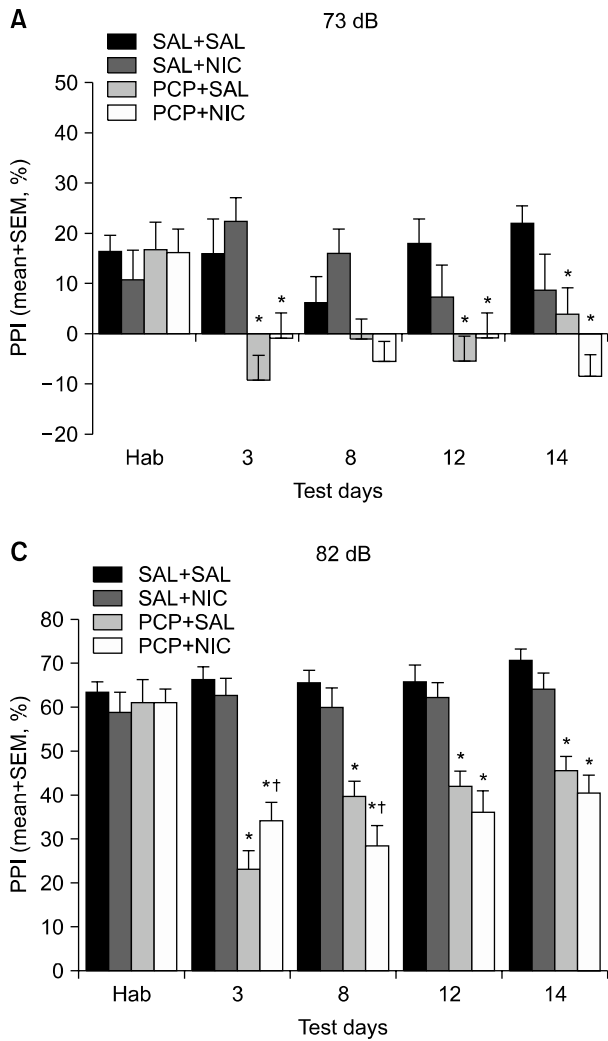 A
73 dB
SAL+SAL
SAL+NIC
PCP+SAL
PCP+NIC
50
40
30
20
10
0
−10
−20
PPI (mean+SEM, %)
* *
* *
* *
Hab 3 8 12 14
Test days
C
82 dB
SAL+SAL
SAL+NIC
PCP+SAL
PCP+NIC
80
70
60
50
40
30
20
10
0
PPI (mean+SEM, %)
* *†
* *†
* *
* *
Hab 3 8 12 14
Test days